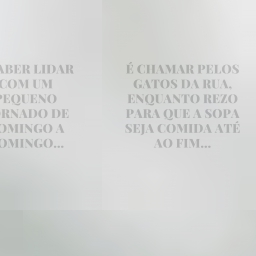 ABER LIDAR
COM UM
PEQUENO
ORNADO DE
OMINGO A
OMINGO...
É CHAMAR PELOS
GATOS DA RUA,
ENQUANTO REZO
PARA QUE A SOPA
SEJA COMIDA ATÉ
AO FIM...